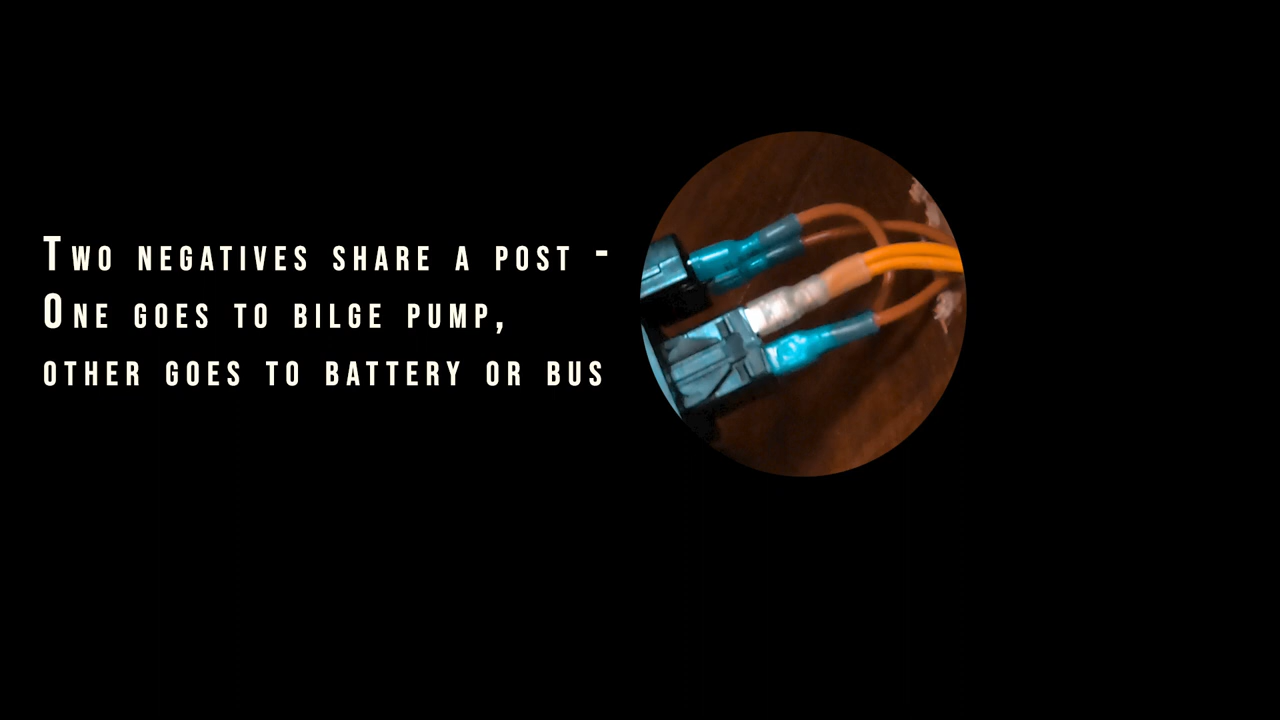 Two negatives share a post -
One goes to bilge pump,
other goes to battery or bus